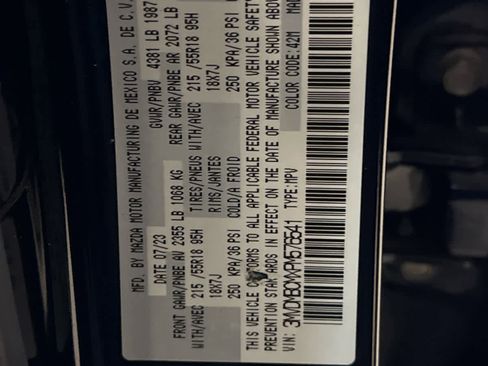 MFD. BY MAZDA MOTOR MANUFACTURING DE MEXICO S.A. DE C.V.
DATE 07/23 GVWR/PNBV 4381 LB 1987
FRONT GAWR/PNBE AV 2355 LB 1068 KG REAR GAWR/PNBE AR 2072 LB
WITH/AVEC 215/55R18 95H TIRES/PNEUS WITH/AVEC 215/55R18 95H
18X7J RIMS/JANTES 18X7J
250 KPA/36 PSI COLD/A FROID 250 KPA/36 PSI
THIS VEHICLE CONFORMS TO ALL APPLICABLE FEDERAL MOTOR VEHICLE SAFETY
PREVENTION STANDARDS IN EFFECT ON THE DATE OF MANUFACTURE SHOWN ABOV
VIN: TYPE:MPV COLOR CODE:42M MAD